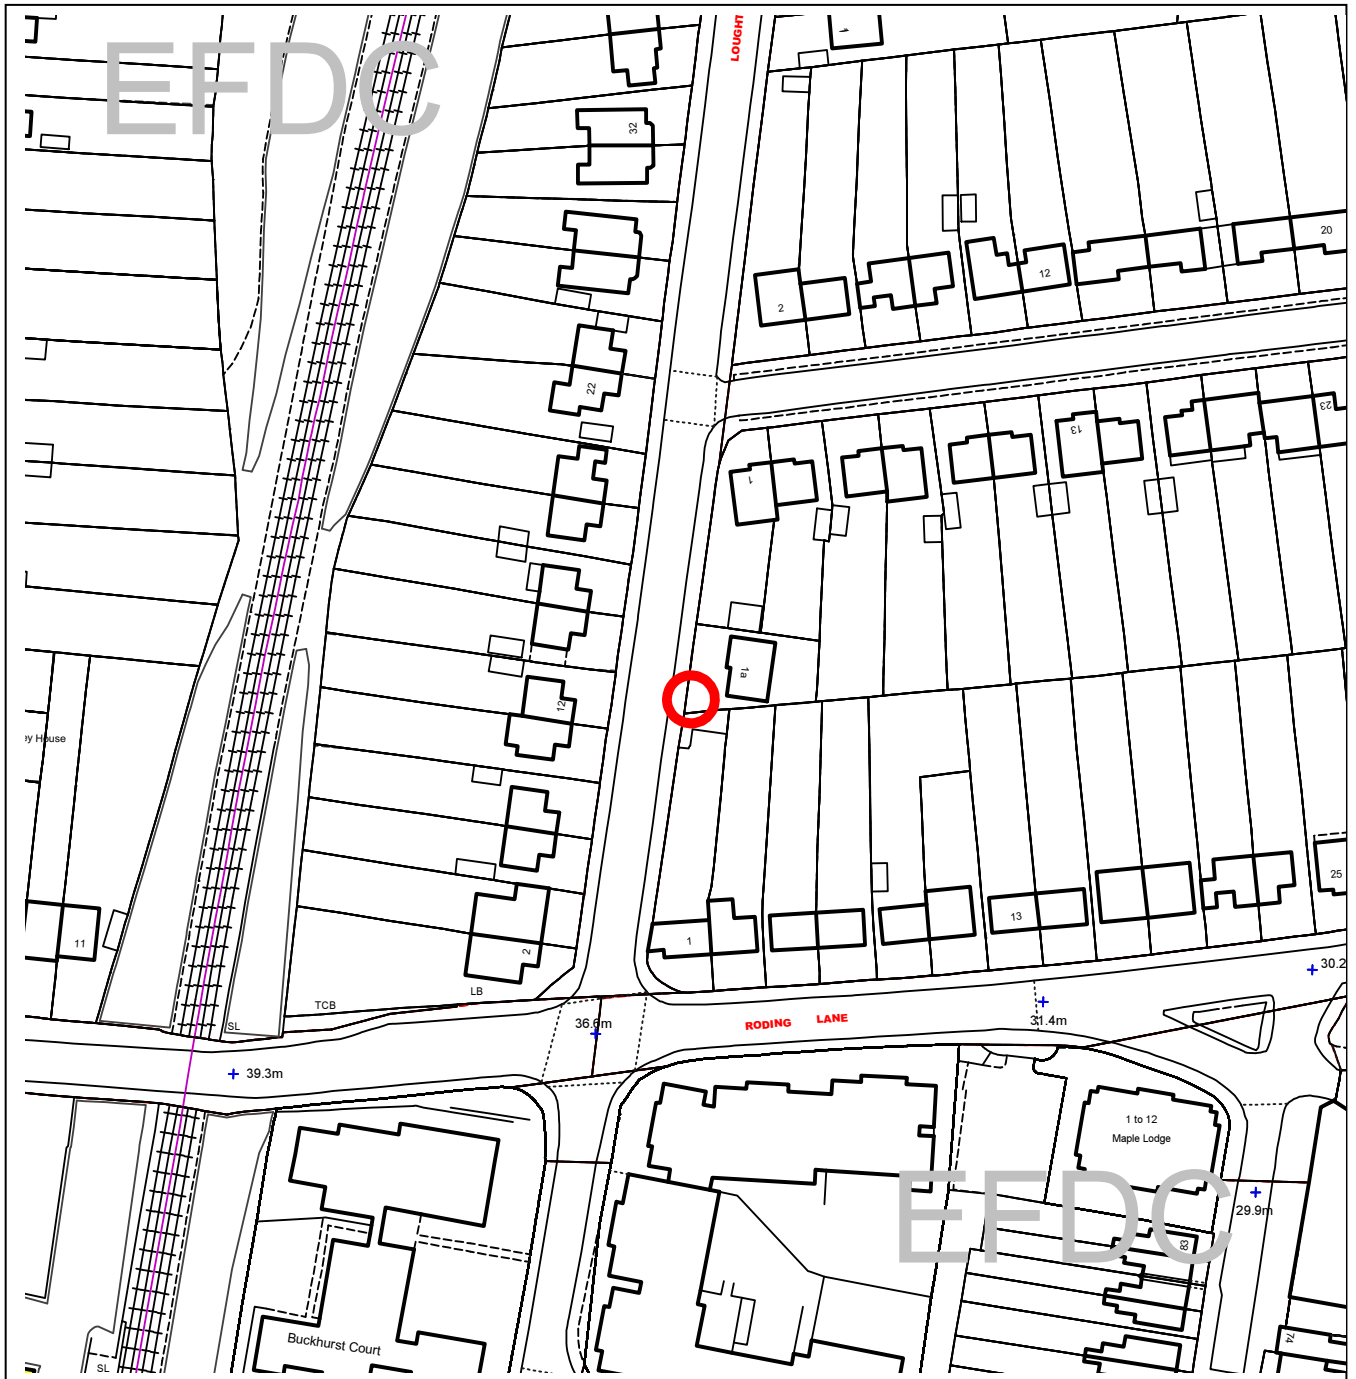 EFDC
LOUGHT
1
32
20
12
2
22
23
13
1
1a
12
ey House
11
1
13
25
2
LB
TCB
SL
30.2
36.6m
RODING LANE
31.4m
39.3m
1 to 12
Maple Lodge
EFDC
29.9m
83
Buckhurst Court
74
SL